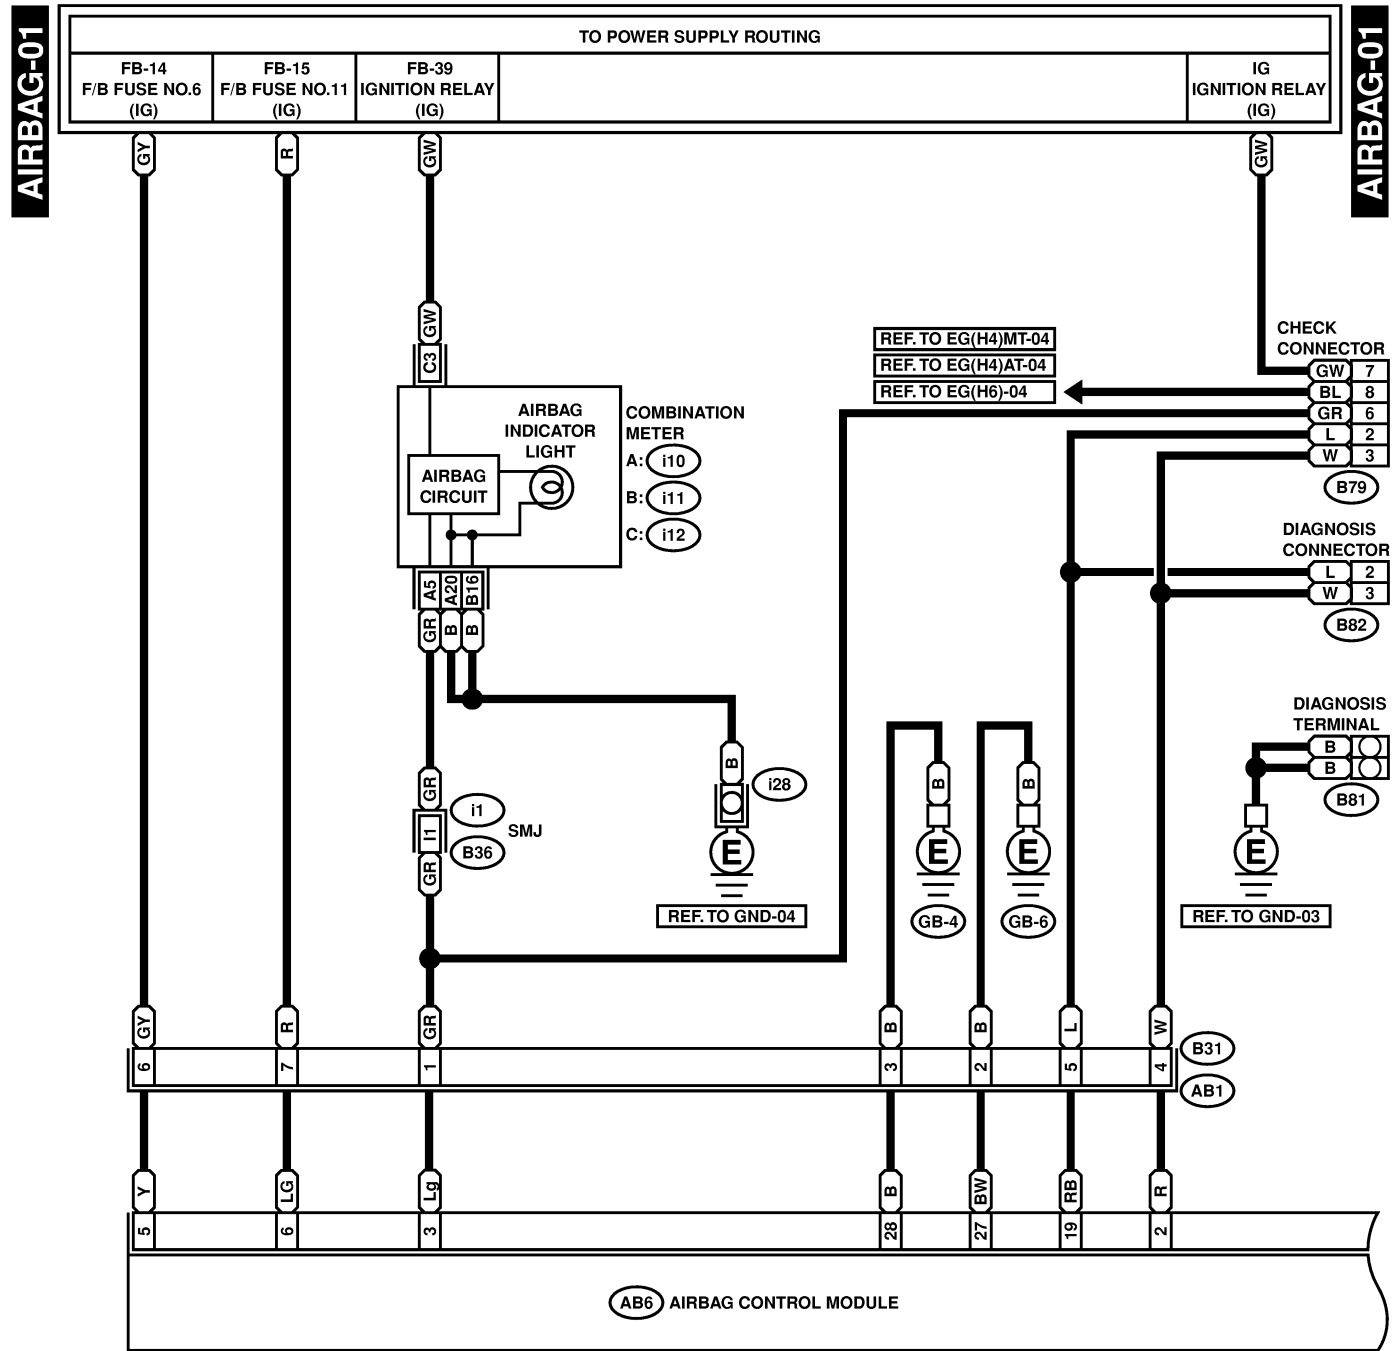 AIRBAG-01
AIRBAG-01
TO POWER SUPPLY ROUTING
FB-14
F/B FUSE NO.6
(IG)
FB-15
F/B FUSE NO.11
(IG)
FB-39
IGNITION RELAY
(IG)
IG
IGNITION RELAY
(IG)
GY
R
GW
GW
GW
C3
REF. TO EG(H4)MT-04
REF. TO EG(H4)AT-04
REF. TO EG(H6)-04
CHECK
CONNECTOR
GW 7
BL 8
GR 6
L 2
W 3
B79
AIRBAG
INDICATOR
LIGHT
AIRBAG
CIRCUIT
COMBINATION
METER
A: i10
B: i11
C: i12
DIAGNOSIS
CONNECTOR
L 2
W 3
B82
A5 A20 B16
GR B B
DIAGNOSIS
TERMINAL
B
B
B81
GR
i1
I1
SMJ
B36
GR
B
i28
E
REF. TO GND-04
B
E
GB-4
B
E
GB-6
E
REF. TO GND-03
GY R GR B B L W
6 7 1 3 2 5 4
B31
AB1
Y LG Lg B BW RB R
5 6 3 28 27 19 2
AB6 AIRBAG CONTROL MODULE